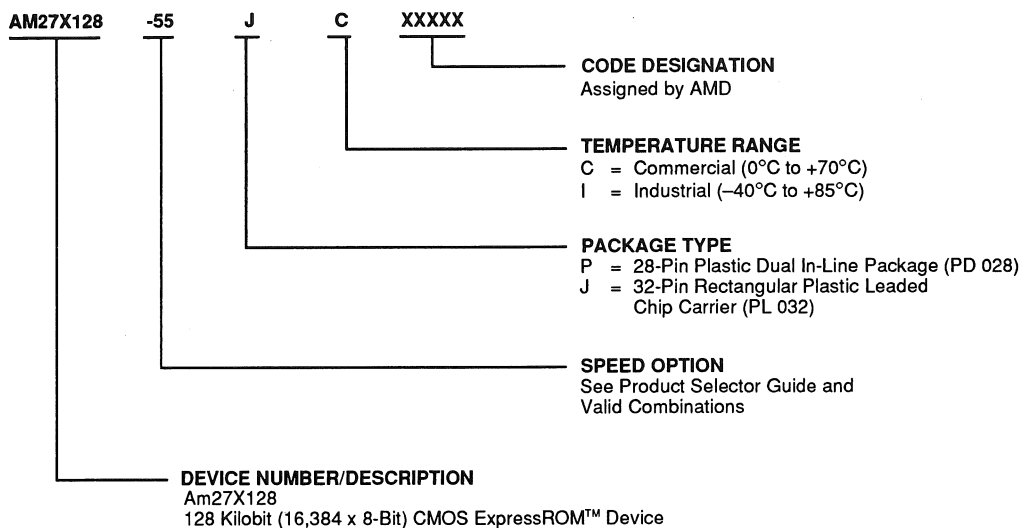 AM27X128 -55 J C XXXXX
CODE DESIGNATION
Assigned by AMD
TEMPERATURE RANGE
C = Commercial (0°C to +70°C)
I = Industrial (–40°C to +85°C)
PACKAGE TYPE
P = 28-Pin Plastic Dual In-Line Package (PD 028)
J = 32-Pin Rectangular Plastic Leaded
Chip Carrier (PL 032)
SPEED OPTION
See Product Selector Guide and
Valid Combinations
DEVICE NUMBER/DESCRIPTION
Am27X128
128 Kilobit (16,384 x 8-Bit) CMOS ExpressROM™ Device